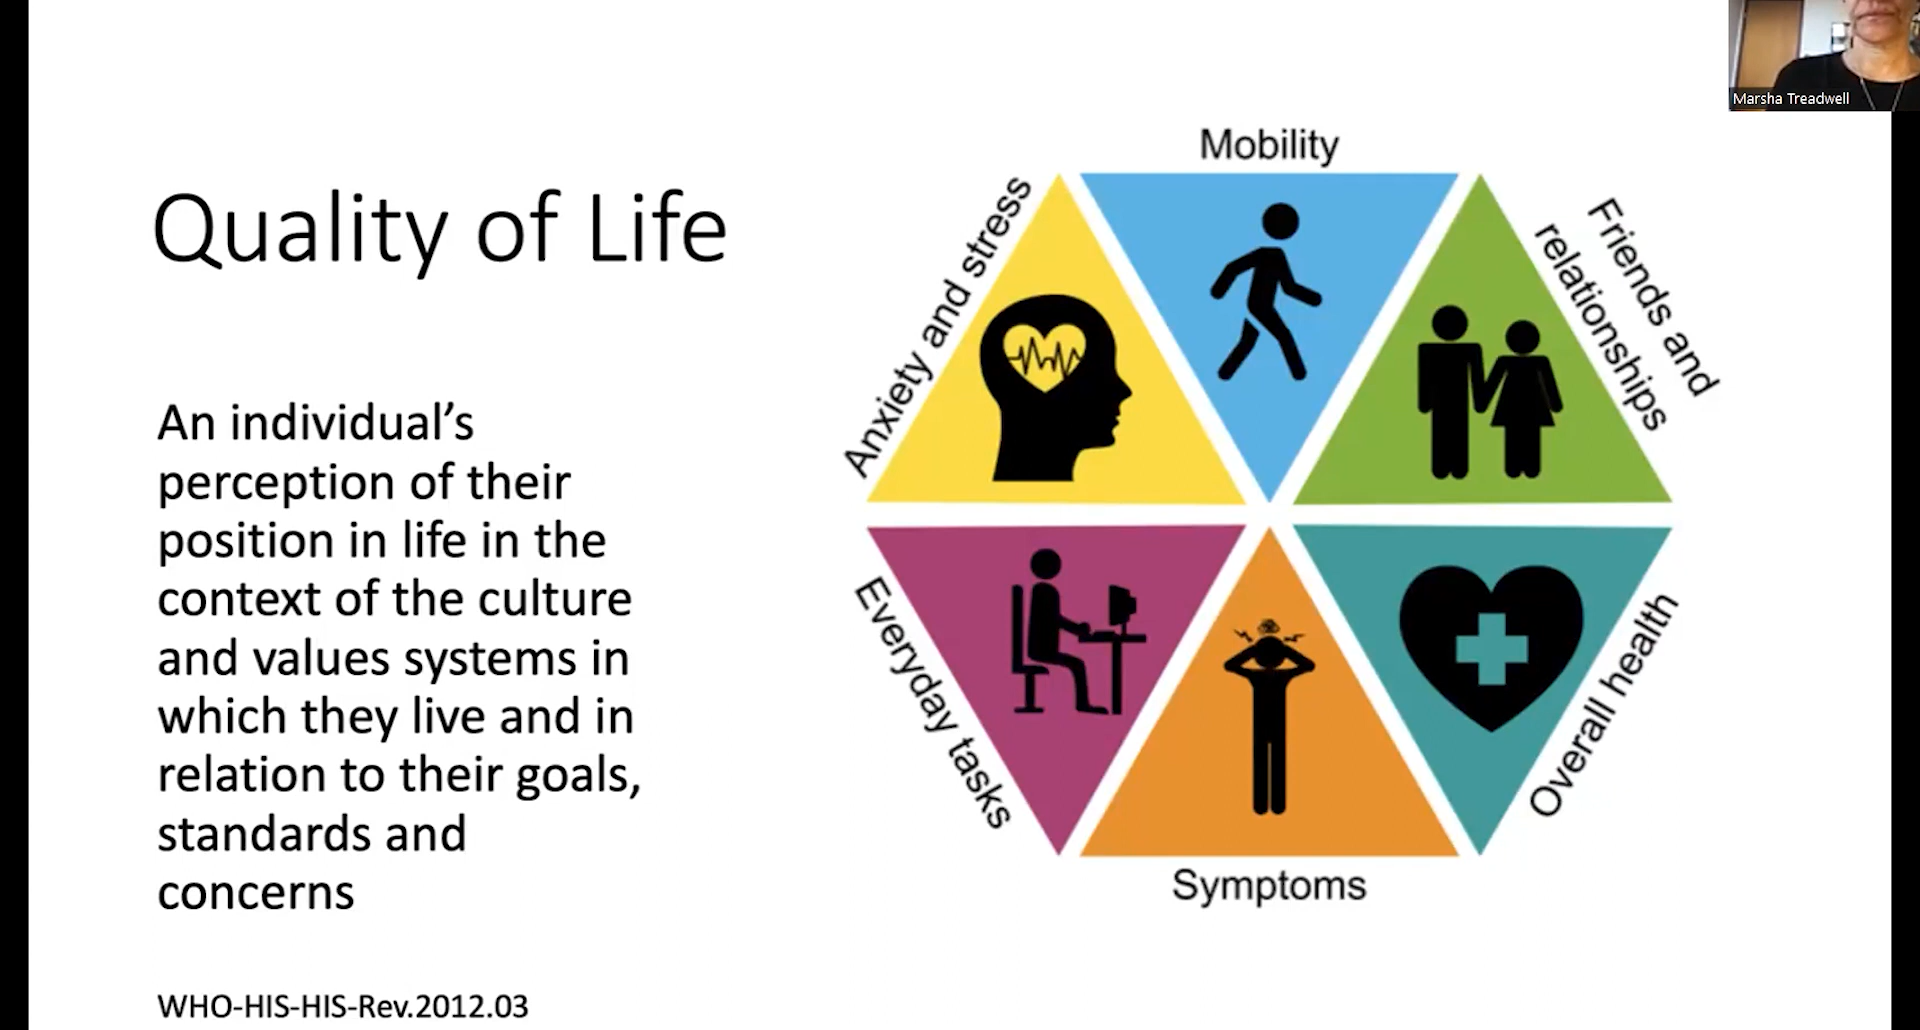 Marsha Treadwell
Quality of Life
An individual’s
perception of their
position in life in the
context of the culture
and values systems in
which they live and in
relation to their goals,
standards and
concerns
WHO-HIS-HIS-Rev.2012.03
Mobility
Anxiety and stress
Friends and
relationships
Everyday tasks
Overall health
Symptoms